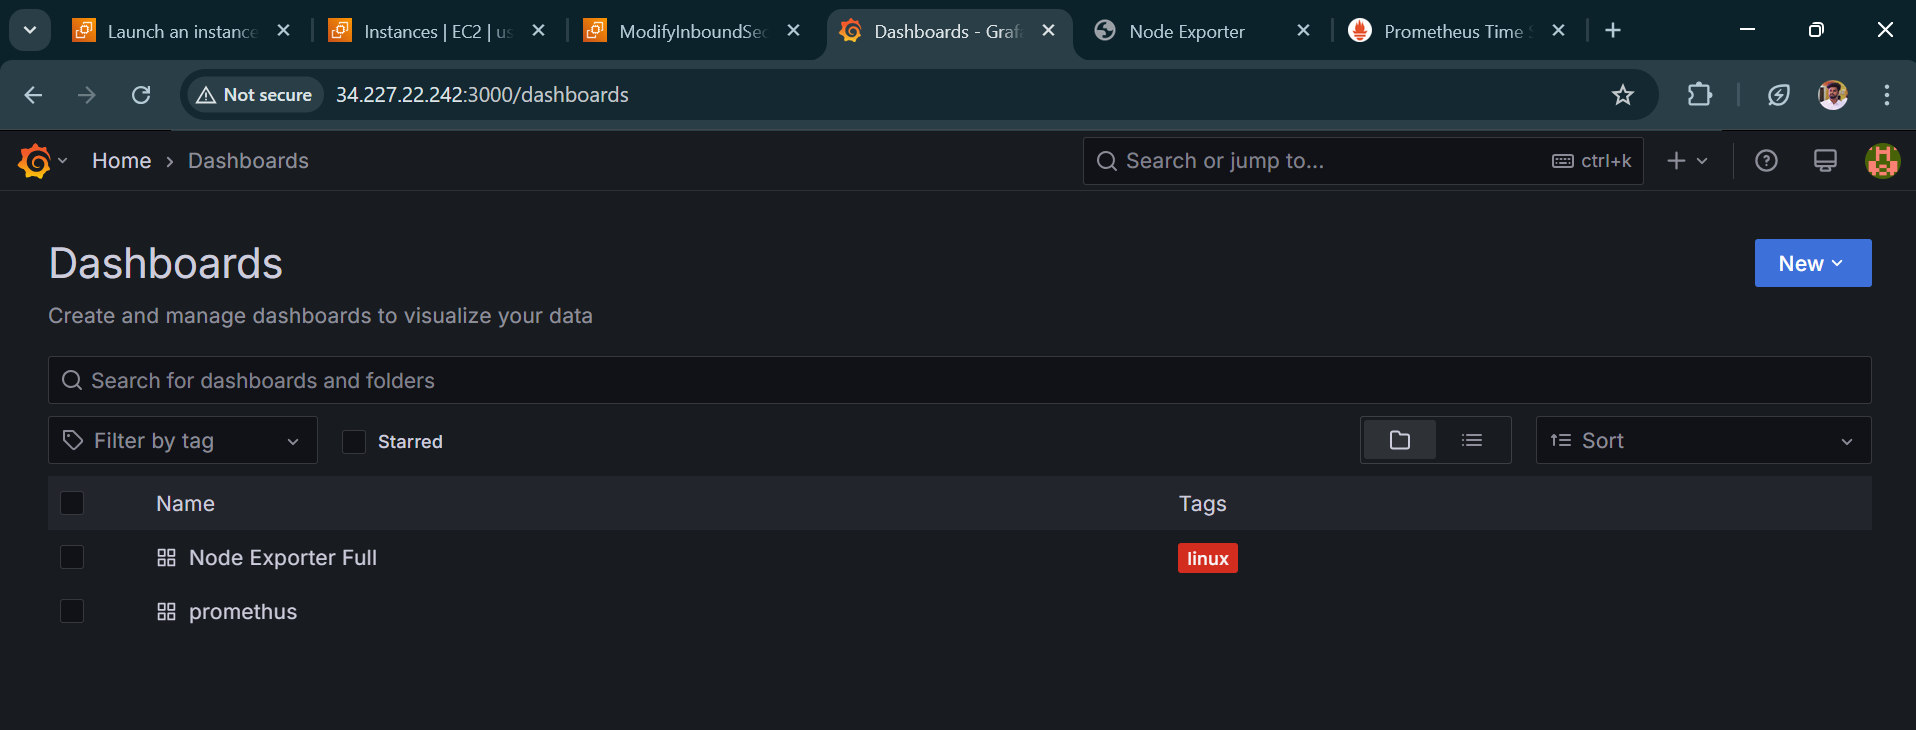 Launch an instance
Instances | EC2 | us
ModifyInboundSec
Dashboards - Grafa
Node Exporter
Prometheus Time S
Not secure
34.227.22.242:3000/dashboards
Home › Dashboards
Search or jump to...
ctrl+k
Dashboards
New
Create and manage dashboards to visualize your data
Search for dashboards and folders
Filter by tag
Starred
Sort
Name
Tags
Node Exporter Full
linux
promethus